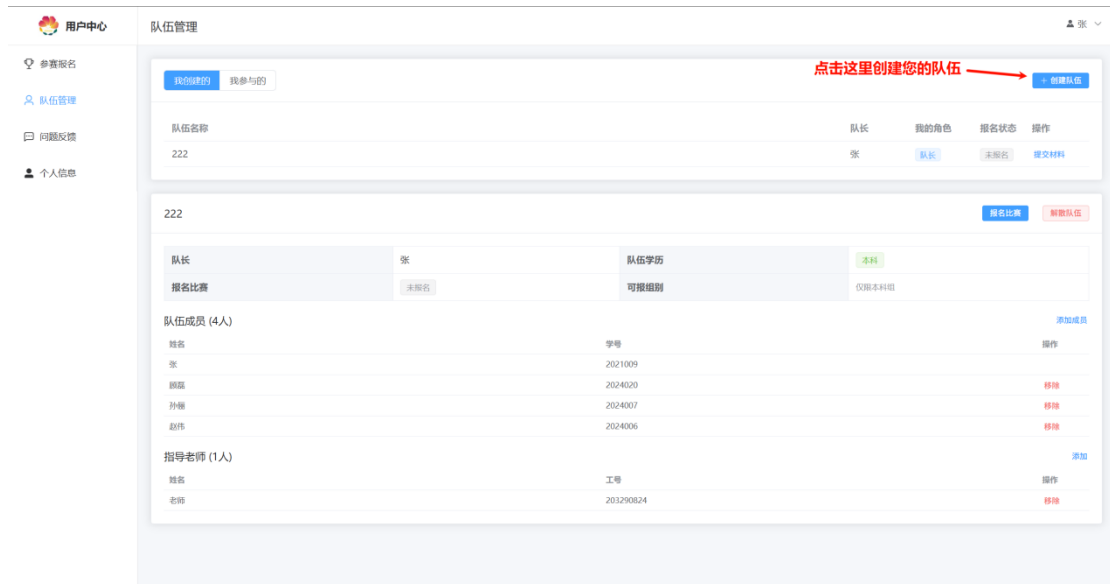 用户中心
队伍管理
张
参赛报名
队伍管理
问题反馈
个人信息
我创建的 我参与的
点击这里创建您的队伍
+ 创建队伍
队伍名称 队长 我的角色 报名状态 操作
222 张 队长 未报名 提交材料
222 报名比赛 解散队伍
队长 张 队伍学历 本科
报名比赛 未报名 可报组别 仅限本科组
队伍成员 (4人) 添加成员
姓名 学号 操作
张 2021009
顾磊 2024020 移除
孙俪 2024007 移除
赵伟 2024006 移除
指导老师 (1人) 添加
姓名 工号 操作
老师 203290824 移除